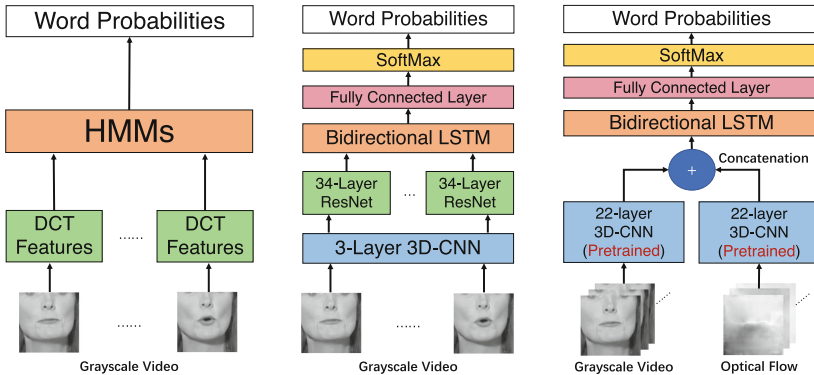 Word Probabilities
HMMs
DCT
Features
......
DCT
Features
......
Grayscale Video
Word Probabilities
SoftMax
Fully Connected Layer
Bidirectional LSTM
34-Layer
ResNet
...
34-Layer
ResNet
3-Layer 3D-CNN
......
Grayscale Video
Word Probabilities
SoftMax
Fully Connected Layer
Bidirectional LSTM
+
Concatenation
22-layer
3D-CNN
(Pretrained)
22-layer
3D-CNN
(Pretrained)
......
......
Grayscale Video
Optical Flow